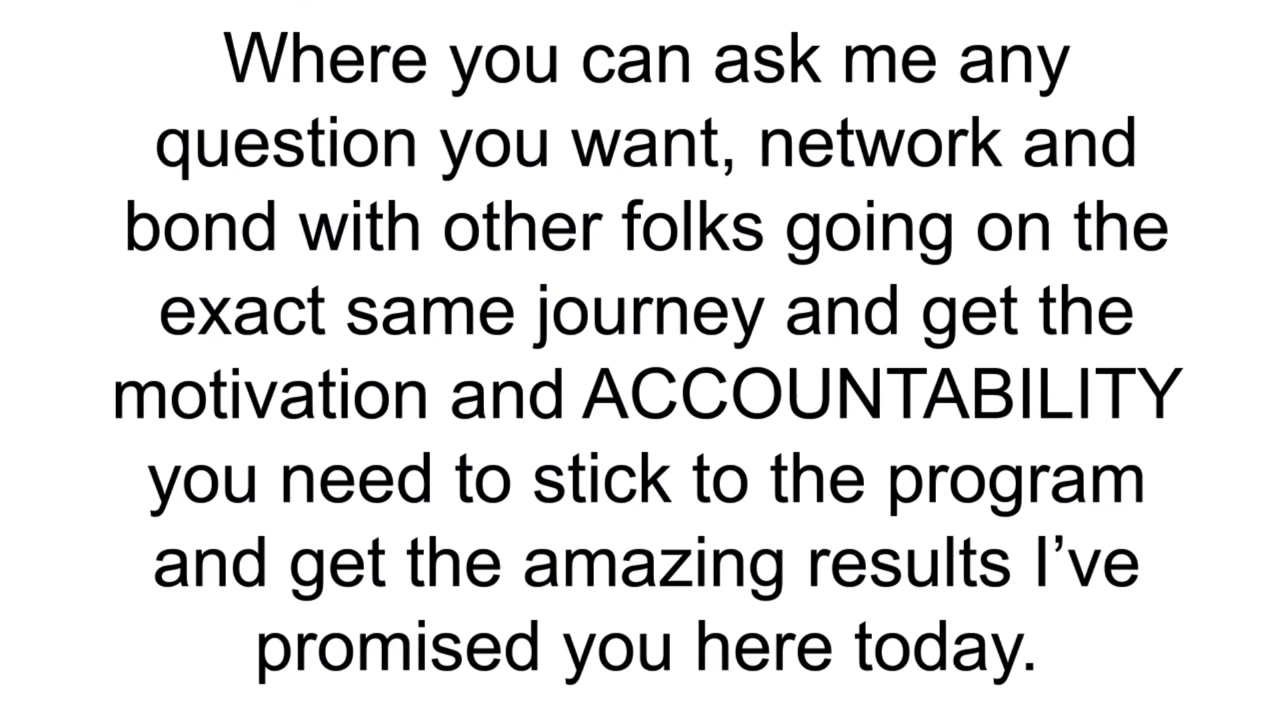 Where you can ask me any
question you want, network and
bond with other folks going on the
exact same journey and get the
motivation and ACCOUNTABILITY
you need to stick to the program
and get the amazing results I’ve
promised you here today.